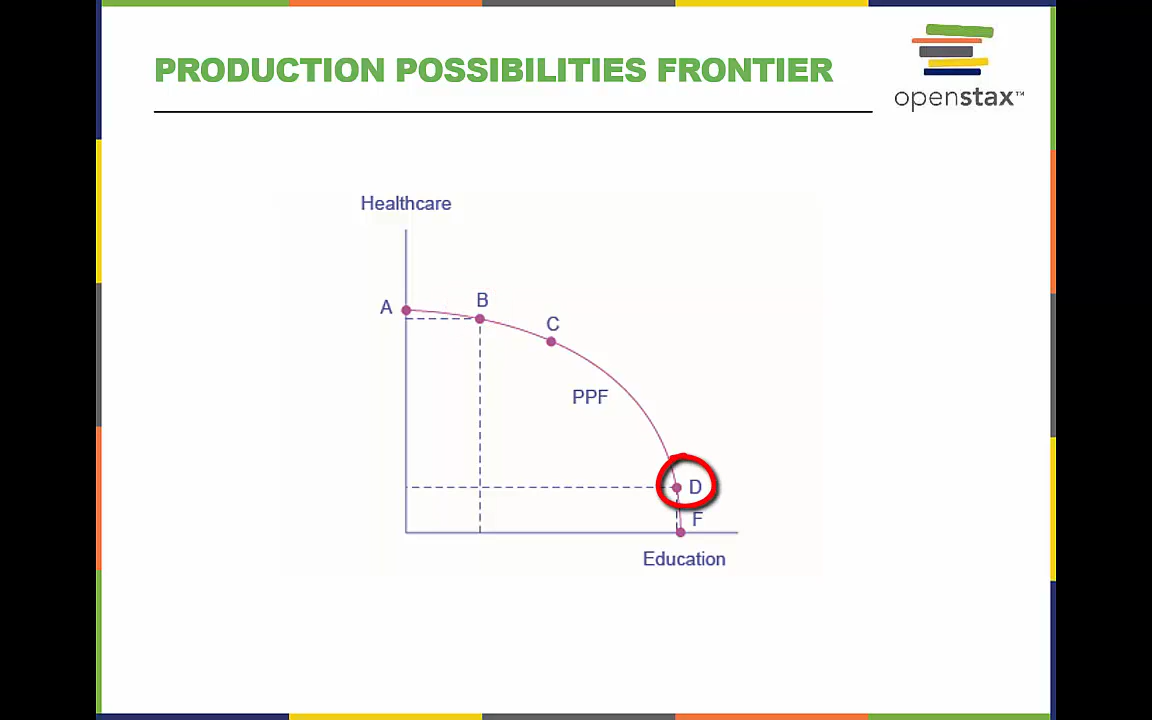 PRODUCTION POSSIBILITIES FRONTIER
openstax™
Healthcare
A
B
C
PPF
D
F
Education